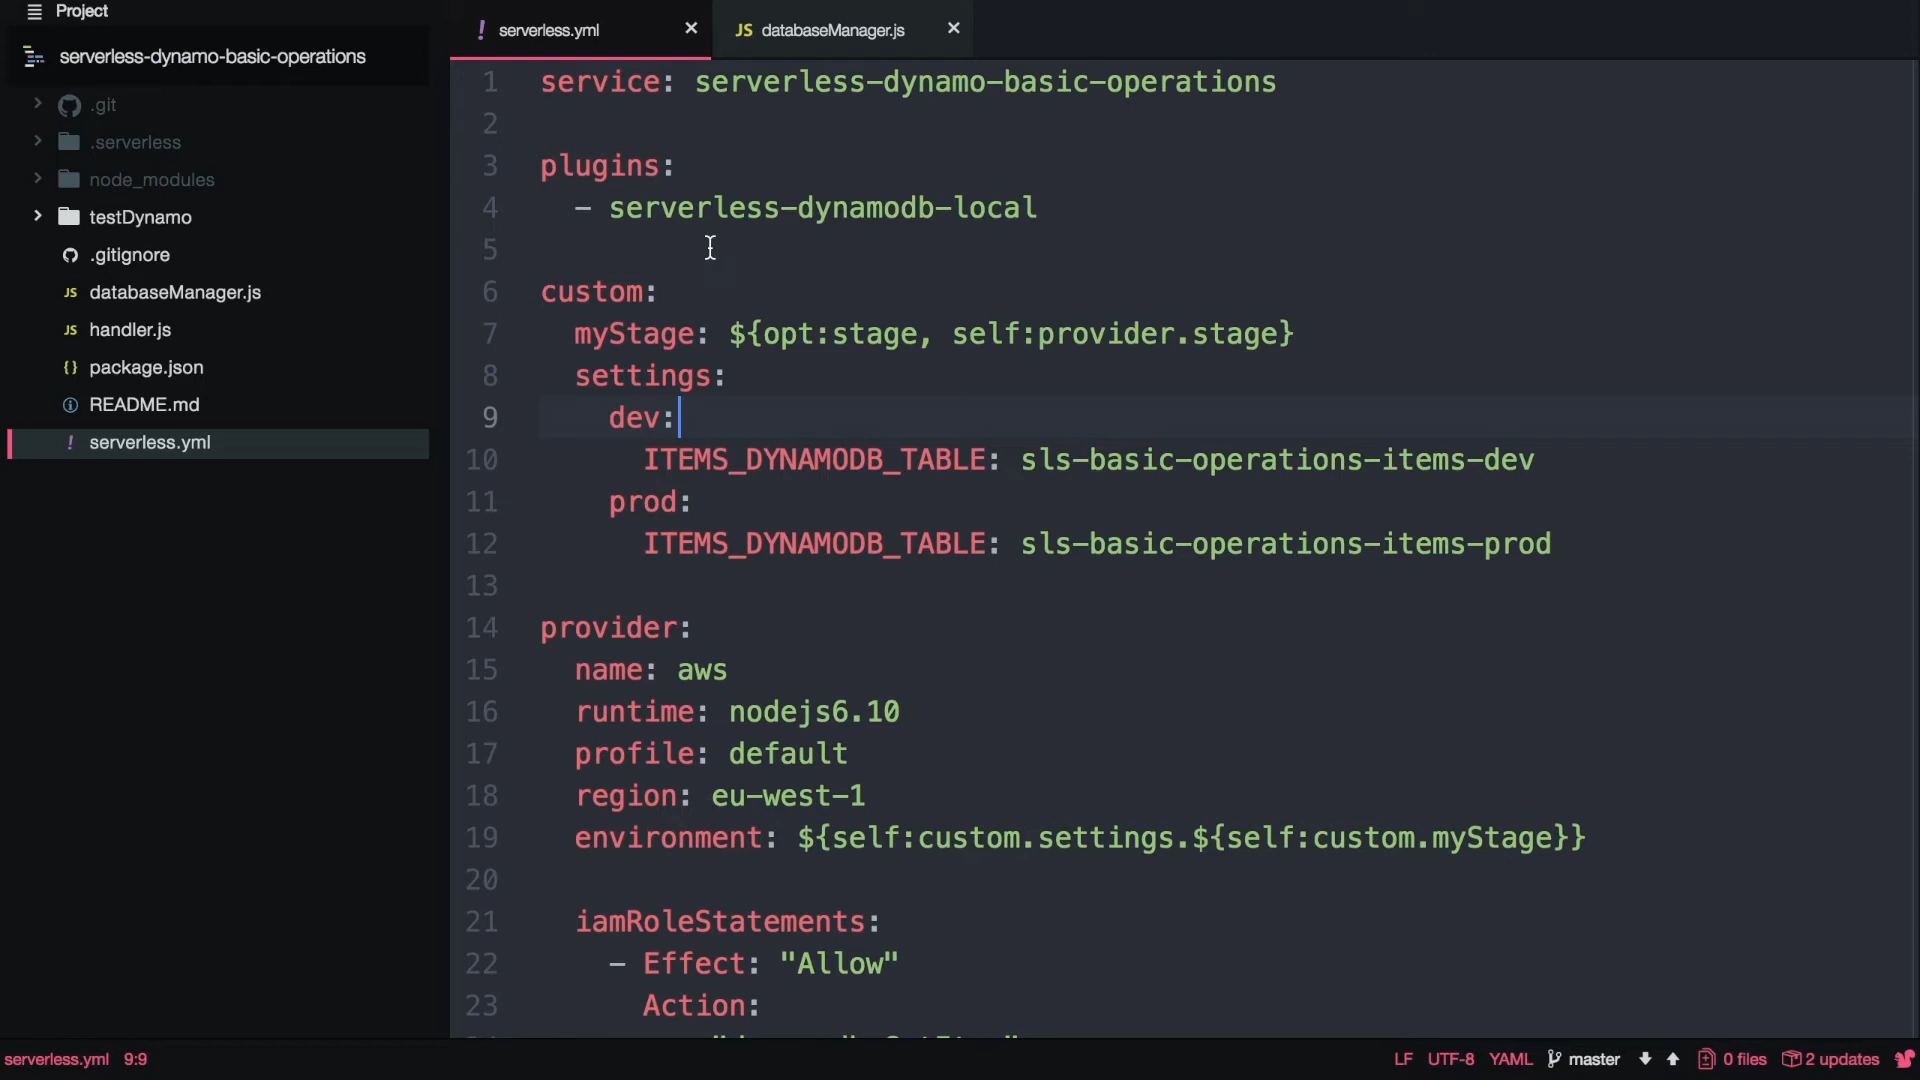 Project
serverless-dynamo-basic-operations
.git
.serverless
node_modules
testDynamo
.gitignore
JS databaseManager.js
JS handler.js
{} package.json
README.md
! serverless.yml
! serverless.yml ×
JS databaseManager.js ×
1 service: serverless-dynamo-basic-operations
2
3 plugins:
4 - serverless-dynamodb-local
5
6 custom:
7 myStage: ${opt:stage, self:provider.stage}
8 settings:
9 dev:
10 ITEMS_DYNAMODB_TABLE: sls-basic-operations-items-dev
11 prod:
12 ITEMS_DYNAMODB_TABLE: sls-basic-operations-items-prod
13
14 provider:
15 name: aws
16 runtime: nodejs6.10
17 profile: default
18 region: eu-west-1
19 environment: ${self:custom.settings.${self:custom.myStage}}
20
21 iamRoleStatements:
22 - Effect: "Allow"
23 Action:
serverless.yml 9:9
LF UTF-8 YAML master 0 files 2 updates